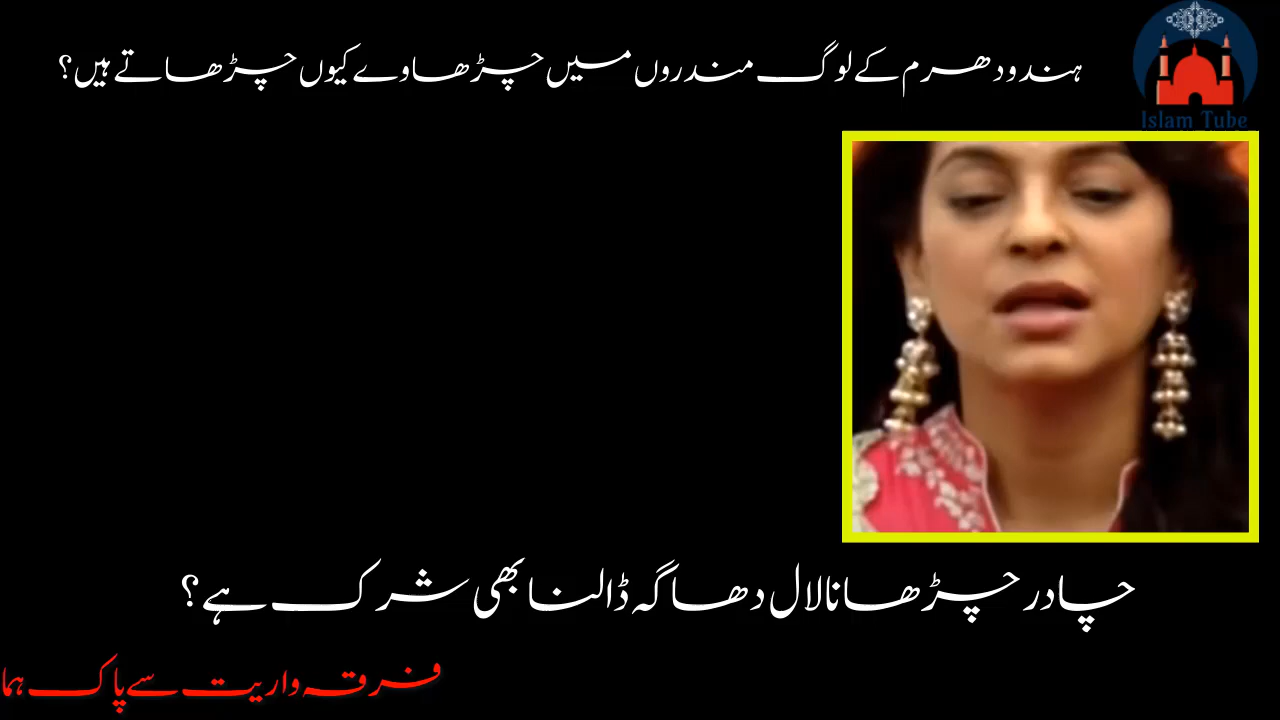 ہندو دھرم کے لوگ مندروں میں چڑھاوے کیوں چڑھاتے ہیں؟
Islam Tube
چادر چڑھانا لال دھاگہ ڈالنا بھی شرک ہے؟
فرقہ واریت سے پاک ہما